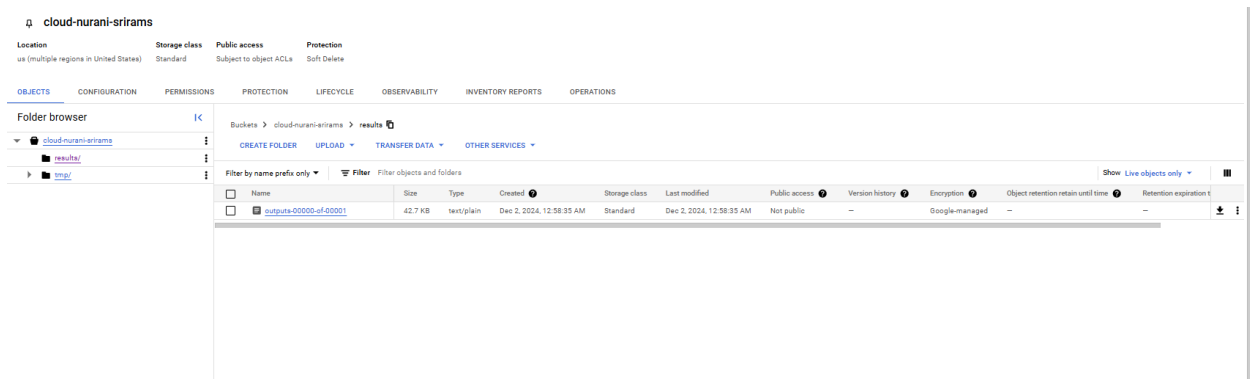 cloud-nurani-srirams
Location Storage class Public access Protection
us (multiple regions in United States) Standard Subject to object ACLs Soft Delete
OBJECTS CONFIGURATION PERMISSIONS PROTECTION LIFECYCLE OBSERVABILITY INVENTORY REPORTS OPERATIONS
Folder browser
cloud-nurani-srirams
results/
tmp/
Buckets > cloud-nurani-srirams > results
CREATE FOLDER UPLOAD TRANSFER DATA OTHER SERVICES
Filter by name prefix only Filter Filter objects and folders Show Live objects only
Name Size Type Created Storage class Last modified Public access Version history Encryption Object retention retain until time Retention expiration t
outputs-00000-of-00001 42.7 KB text/plain Dec 2, 2024, 12:58:35 AM Standard Dec 2, 2024, 12:58:35 AM Not public — Google-managed — —